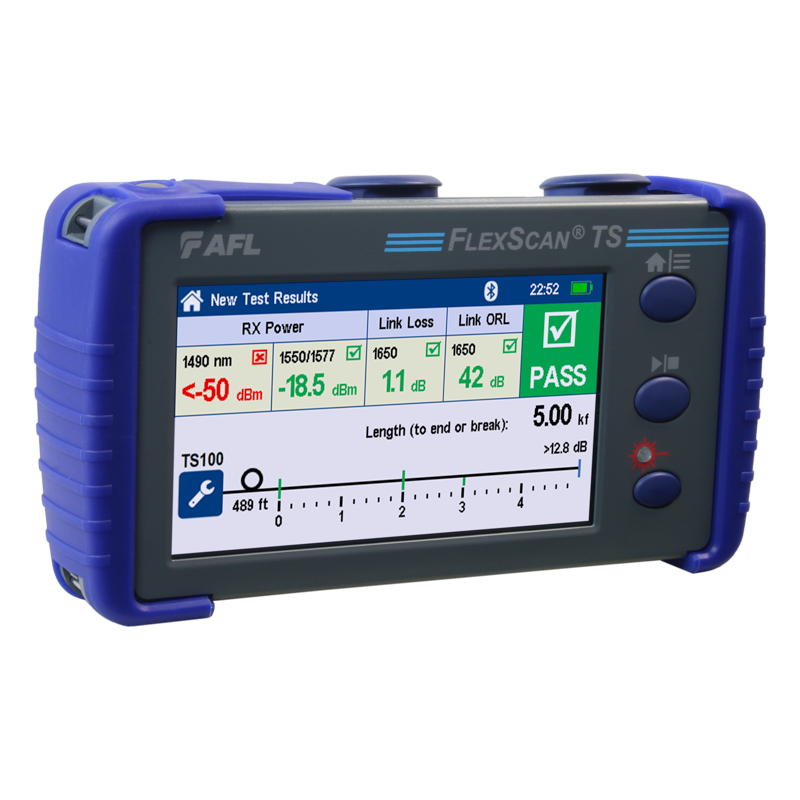 AFL
FLEXSCAN® TS
New Test Results 22:52
RX Power Link Loss Link ORL
1490 nm 1550/1577 1650 1650
<-50 dBm -18.5 dBm 1.1 dB 42 dB PASS
Length (to end or break): 5.00 kf
>12.8 dB
TS100
489 ft
0 1 2 3 4